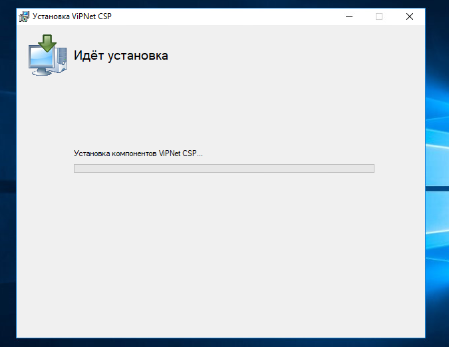 Установка ViPNet CSP
Идёт установка
Установка компонентов ViPNet CSP...